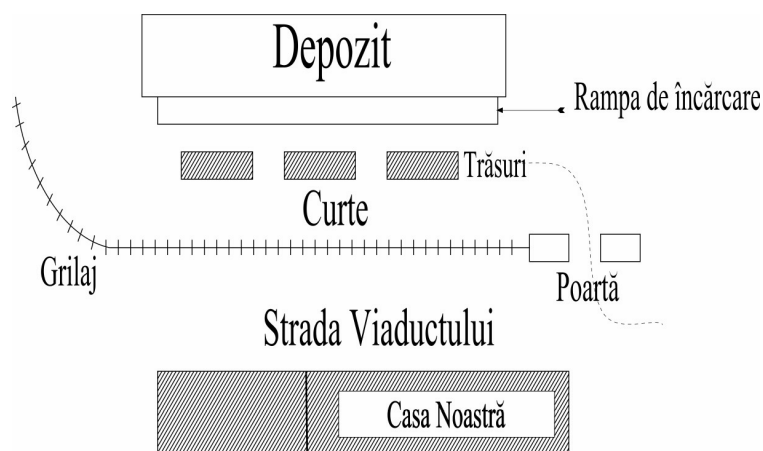 Depozit
Rampa de încărcare
Trăsuri
Curte
Grilaj
Poartă
Strada Viaductului
Casa Noastră